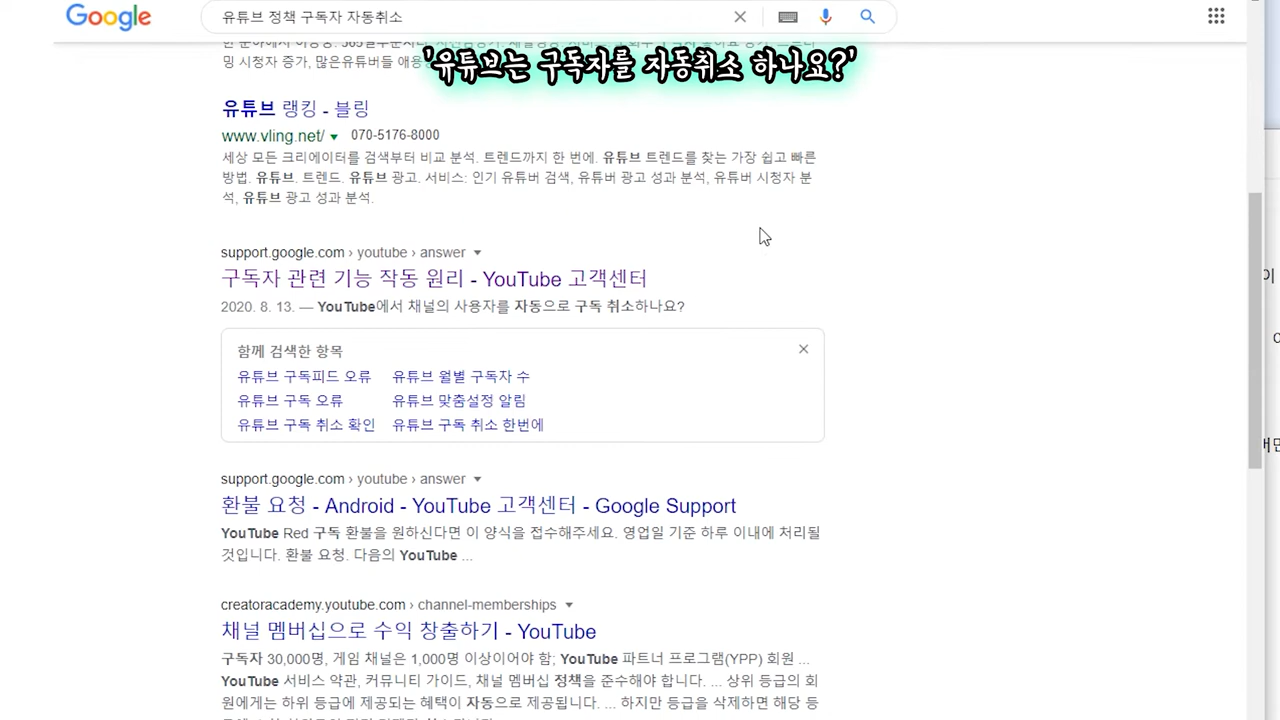 Google
유튜브 정책 구독자 자동취소
밍 시청자 증가, 많은유튜버들 애용
'유튜브는 구독자를 자동취소 하나요?'
유튜브 랭킹 - 블링
www.vling.net/ 070-5176-8000
세상 모든 크리에이터를 검색부터 비교 분석. 트렌드까지 한 번에. 유튜브 트렌드를 찾는 가장 쉽고 빠른
방법. 유튜브. 트렌드. 유튜브 광고. 서비스: 인기 유튜버 검색, 유튜버 광고 성과 분석, 유튜버 시청자 분
석, 유튜브 광고 성과 분석.
support.google.com › youtube › answer
구독자 관련 기능 작동 원리 - YouTube 고객센터
2020. 8. 13. — YouTube에서 채널의 사용자를 자동으로 구독 취소하나요?
함께 검색한 항목
유튜브 구독피드 오류 유튜브 월별 구독자 수
유튜브 구독 오류 유튜브 맞춤설정 알림
유튜브 구독 취소 확인 유튜브 구독 취소 한번에
support.google.com › youtube › answer
환불 요청 - Android - YouTube 고객센터 - Google Support
YouTube Red 구독 환불을 원하신다면 이 양식을 접수해주세요. 영업일 기준 하루 이내에 처리될
것입니다. 환불 요청. 다음의 YouTube ...
creatoracademy.youtube.com › channel-memberships
채널 멤버십으로 수익 창출하기 - YouTube
구독자 30,000명, 게임 채널은 1,000명 이상이어야 함; YouTube 파트너 프로그램(YPP) 회원 ...
YouTube 서비스 약관, 커뮤니티 가이드, 채널 멤버십 정책을 준수해야 합니다. ... 상위 등급의 회
원에게는 하위 등급에 제공되는 혜택이 자동으로 제공됩니다. ... 하지만 등급을 삭제하면 해당 등
이